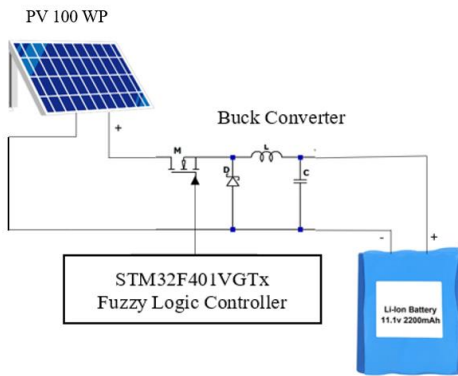 PV 100 WP
+
Buck Converter
M
L
D
C
-
+
STM32F401VGTx
Fuzzy Logic Controller
Li-Ion Battery
11.1v 2200mAh